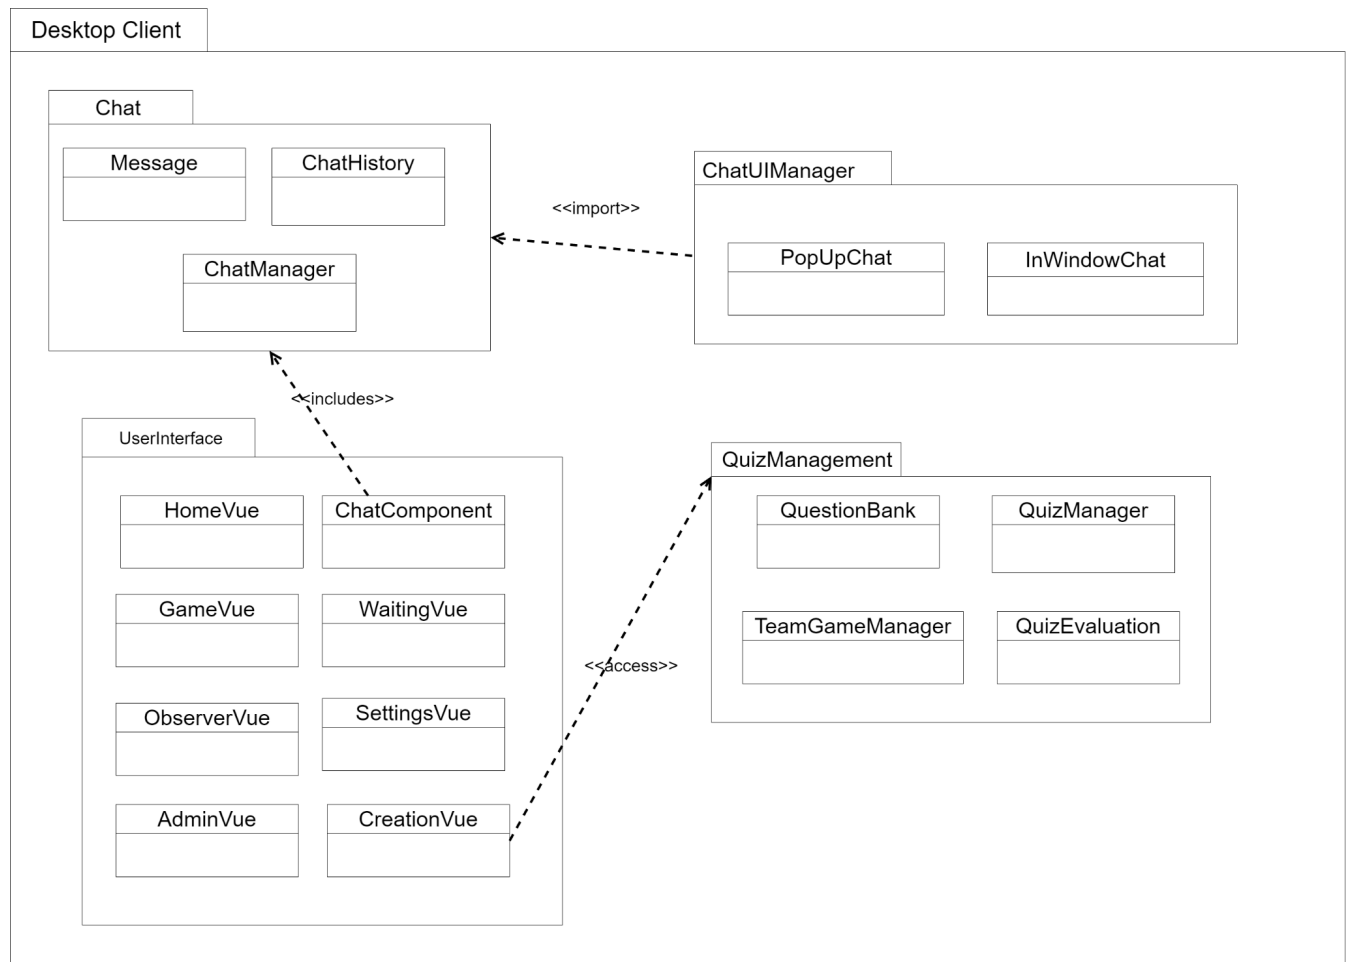 Desktop Client
Chat
Message
ChatHistory
ChatManager
ChatUIManager
<<import>>
PopUpChat
InWindowChat
<<includes>>
UserInterface
HomeVue
ChatComponent
GameVue
WaitingVue
ObserverVue
SettingsVue
AdminVue
CreationVue
<<access>>
QuizManagement
QuestionBank
QuizManager
TeamGameManager
QuizEvaluation